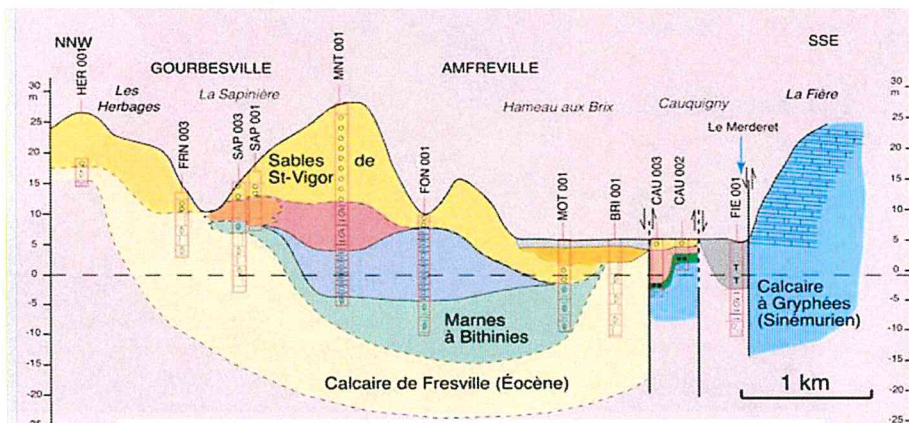 NNW
SSE
HER 001
MNT 001
GOURBESVILLE
AMFREVILLE
Les
Herbages
La Sapinière
Hameau aux Brix
Cauquigny
La Fière
Le Merderet
30
m
25
20
15
10
5
0
-5
-10
-15
-20
-25
FRN 003
SAP 003
SAP 001
FON 001
MOT 001
BRI 001
CAU 003
CAU 002
FIE 001
Sables de
St-Vigor
T
T
Marnes
à Bithinies
Calcaire
à Gryphées
(Sinémurien)
Calcaire de Fresville (Éocène)
1 km
30
m
25
20
15
10
5
0
-5
-10
-15
-20
-25